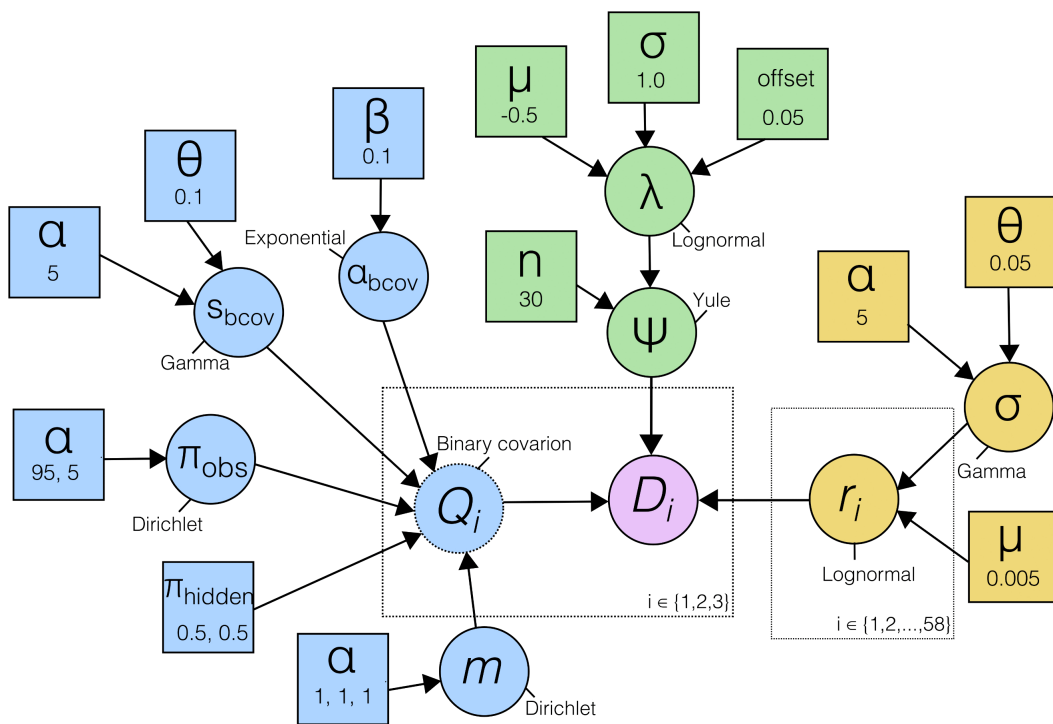 σ
1.0
μ
-0.5
offset
0.05
β
0.1
θ
0.1
λ
Lognormal
α
5
Exponential
α_bcov
n
30
Yule
θ
0.05
α
5
s_bcov
Gamma
Ψ
σ
Gamma
α
95, 5
π_obs
Dirichlet
Binary covarion
Q_i
D_i
r_i
Lognormal
μ
0.005
π_hidden
0.5, 0.5
i ∈ {1,2,3}
i ∈ {1,2,...,58}
α
1, 1, 1
m
Dirichlet